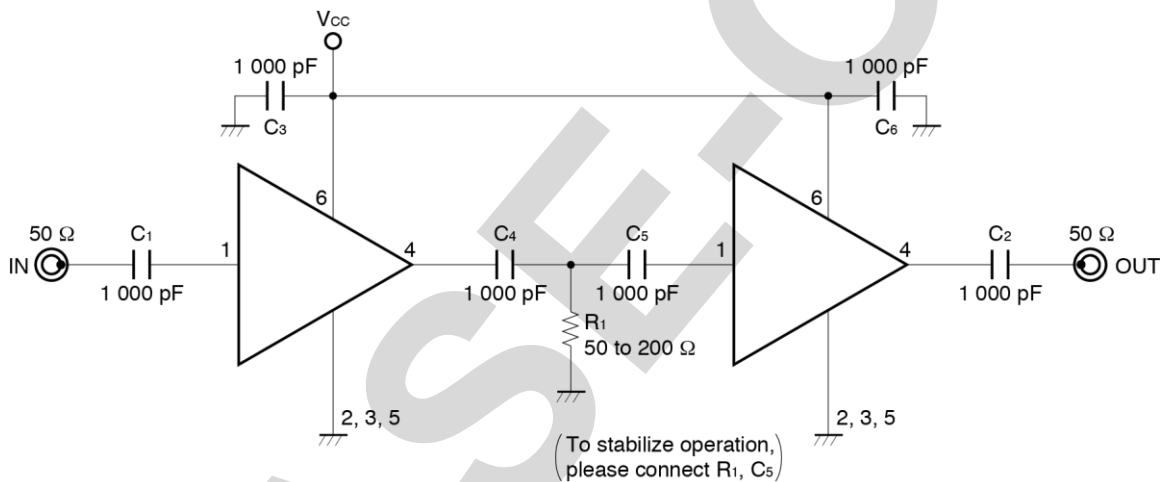 VCC
1 000 pF
C3
1 000 pF
C6
6
6
50 Ω
IN
C1
1 000 pF
1
4
C4
1 000 pF
C5
1 000 pF
1
4
C2
1 000 pF
50 Ω
OUT
R1
50 to 200 Ω
2, 3, 5
2, 3, 5
(To stabilize operation,
please connect R1, C5)